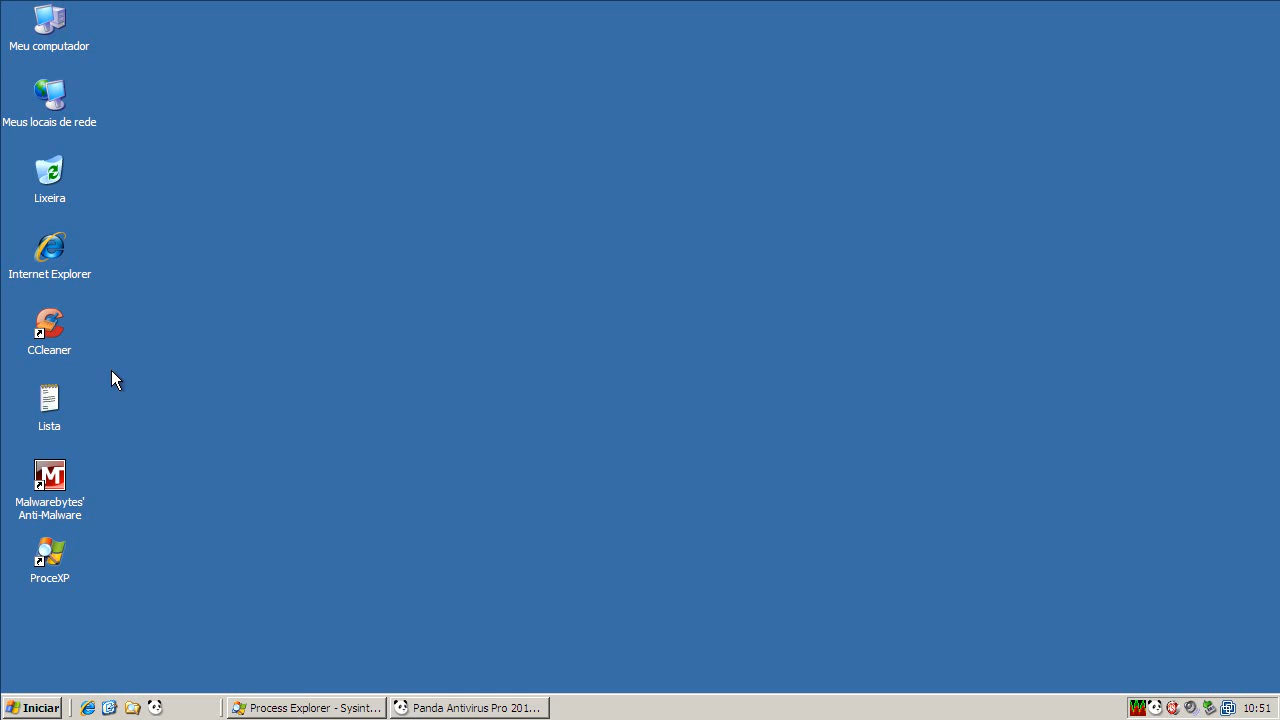 Meu computador
Meus locais de rede
Lixeira
Internet Explorer
CCleaner
Lista
Malwarebytes'
Anti-Malware
ProceXP
Iniciar
Process Explorer - Sysint...
Panda Antivirus Pro 201...
10:51